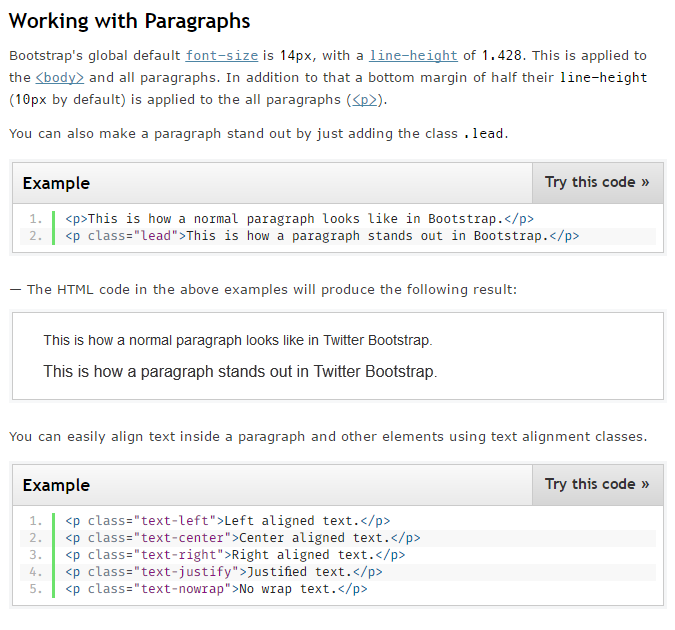 Working with Paragraphs
Bootstrap's global default font-size is 14px, with a line-height of 1.428. This is applied to
the <body> and all paragraphs. In addition to that a bottom margin of half their line-height
(10px by default) is applied to the all paragraphs (<p>).
You can also make a paragraph stand out by just adding the class .lead.
Example
Try this code »
1. <p>This is how a normal paragraph looks like in Bootstrap.</p>
2. <p class="lead">This is how a paragraph stands out in Bootstrap.</p>
— The HTML code in the above examples will produce the following result:
This is how a normal paragraph looks like in Twitter Bootstrap.
This is how a paragraph stands out in Twitter Bootstrap.
You can easily align text inside a paragraph and other elements using text alignment classes.
Example
Try this code »
1. <p class="text-left">Left aligned text.</p>
2. <p class="text-center">Center aligned text.</p>
3. <p class="text-right">Right aligned text.</p>
4. <p class="text-justify">Justified text.</p>
5. <p class="text-nowrap">No wrap text.</p>